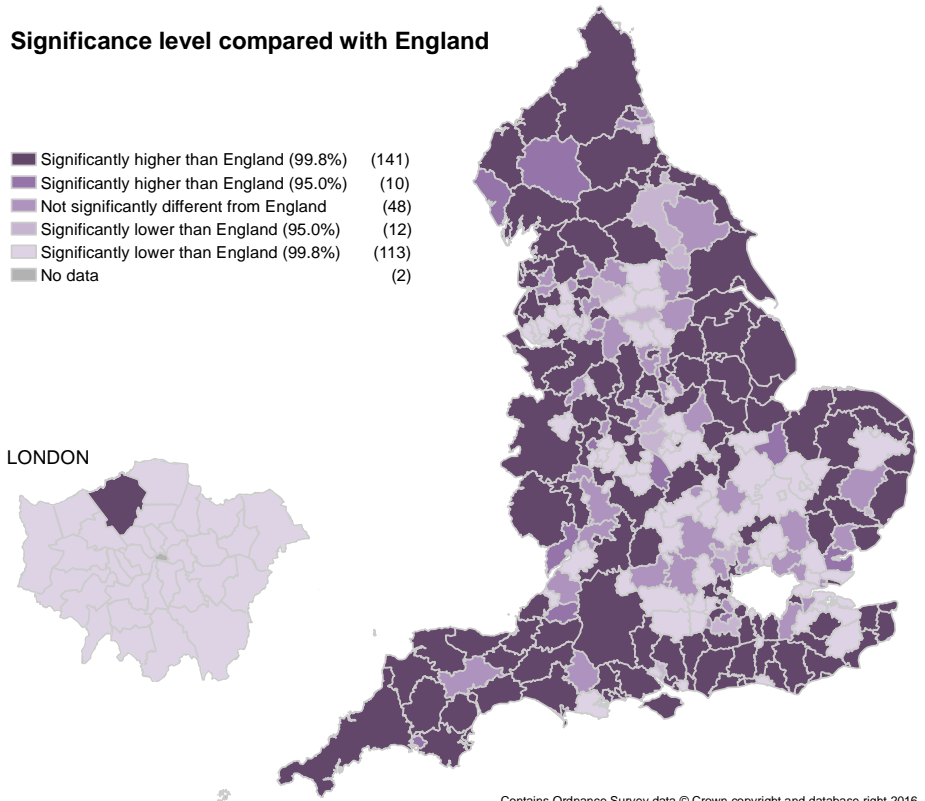 Significance level compared with England
Significantly higher than England (99.8%) (141)
Significantly higher than England (95.0%) (10)
Not significantly different from England (48)
Significantly lower than England (95.0%) (12)
Significantly lower than England (99.8%) (113)
No data (2)
LONDON
Contains Ordnance Survey data © Crown copyright and database right 2016